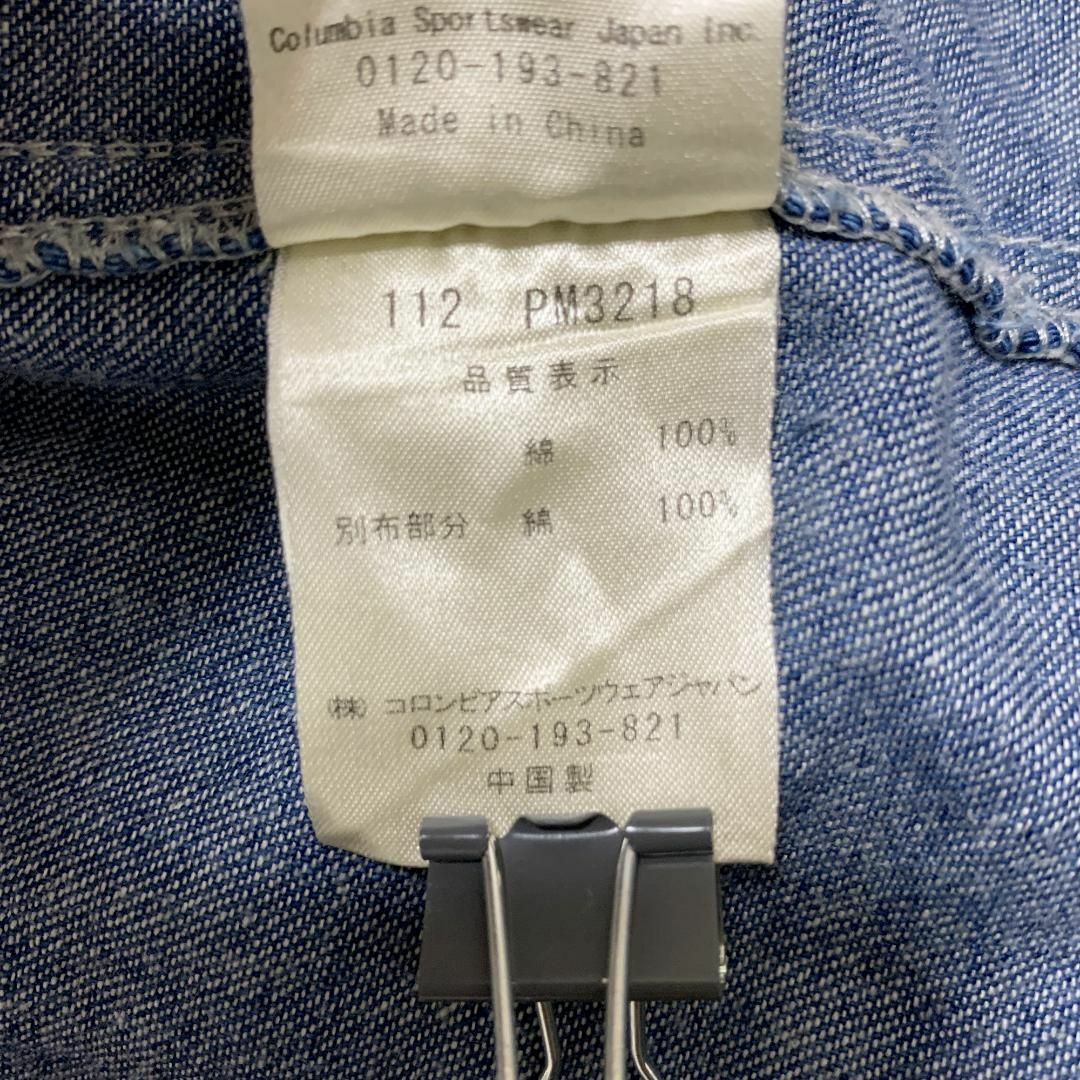 Columbia Sportswear Japan Inc.
0120-193-821
Made in China
112 PM3218
品質表示
綿 100%
別布部分 綿 100%
(株) コロンビアスポーツウェアジャパン
0120-193-821
中国製